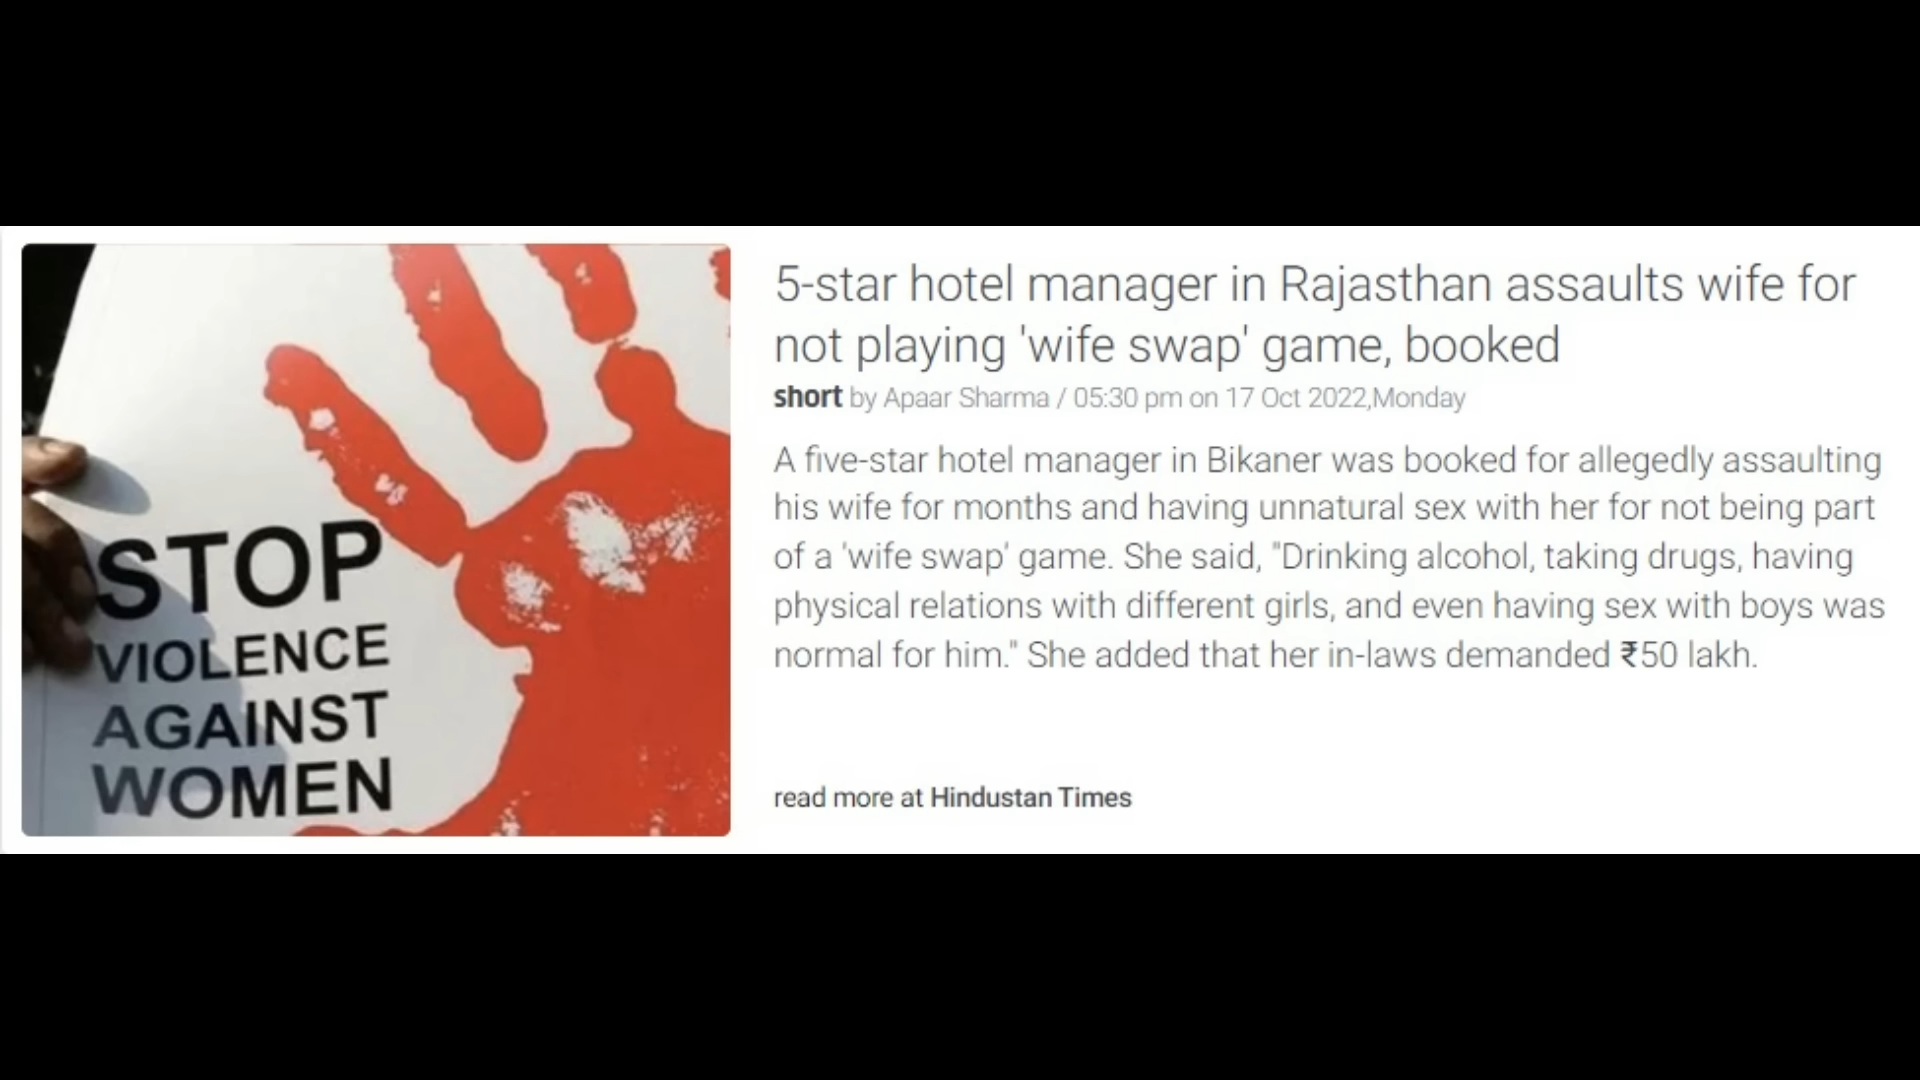 STOP
VIOLENCE
AGAINST
WOMEN
5-star hotel manager in Rajasthan assaults wife for
not playing 'wife swap' game, booked
short by Apaar Sharma / 05:30 pm on 17 Oct 2022,Monday
A five-star hotel manager in Bikaner was booked for allegedly assaulting
his wife for months and having unnatural sex with her for not being part
of a 'wife swap' game. She said, "Drinking alcohol, taking drugs, having
physical relations with different girls, and even having sex with boys was
normal for him." She added that her in-laws demanded ₹50 lakh.
read more at Hindustan Times